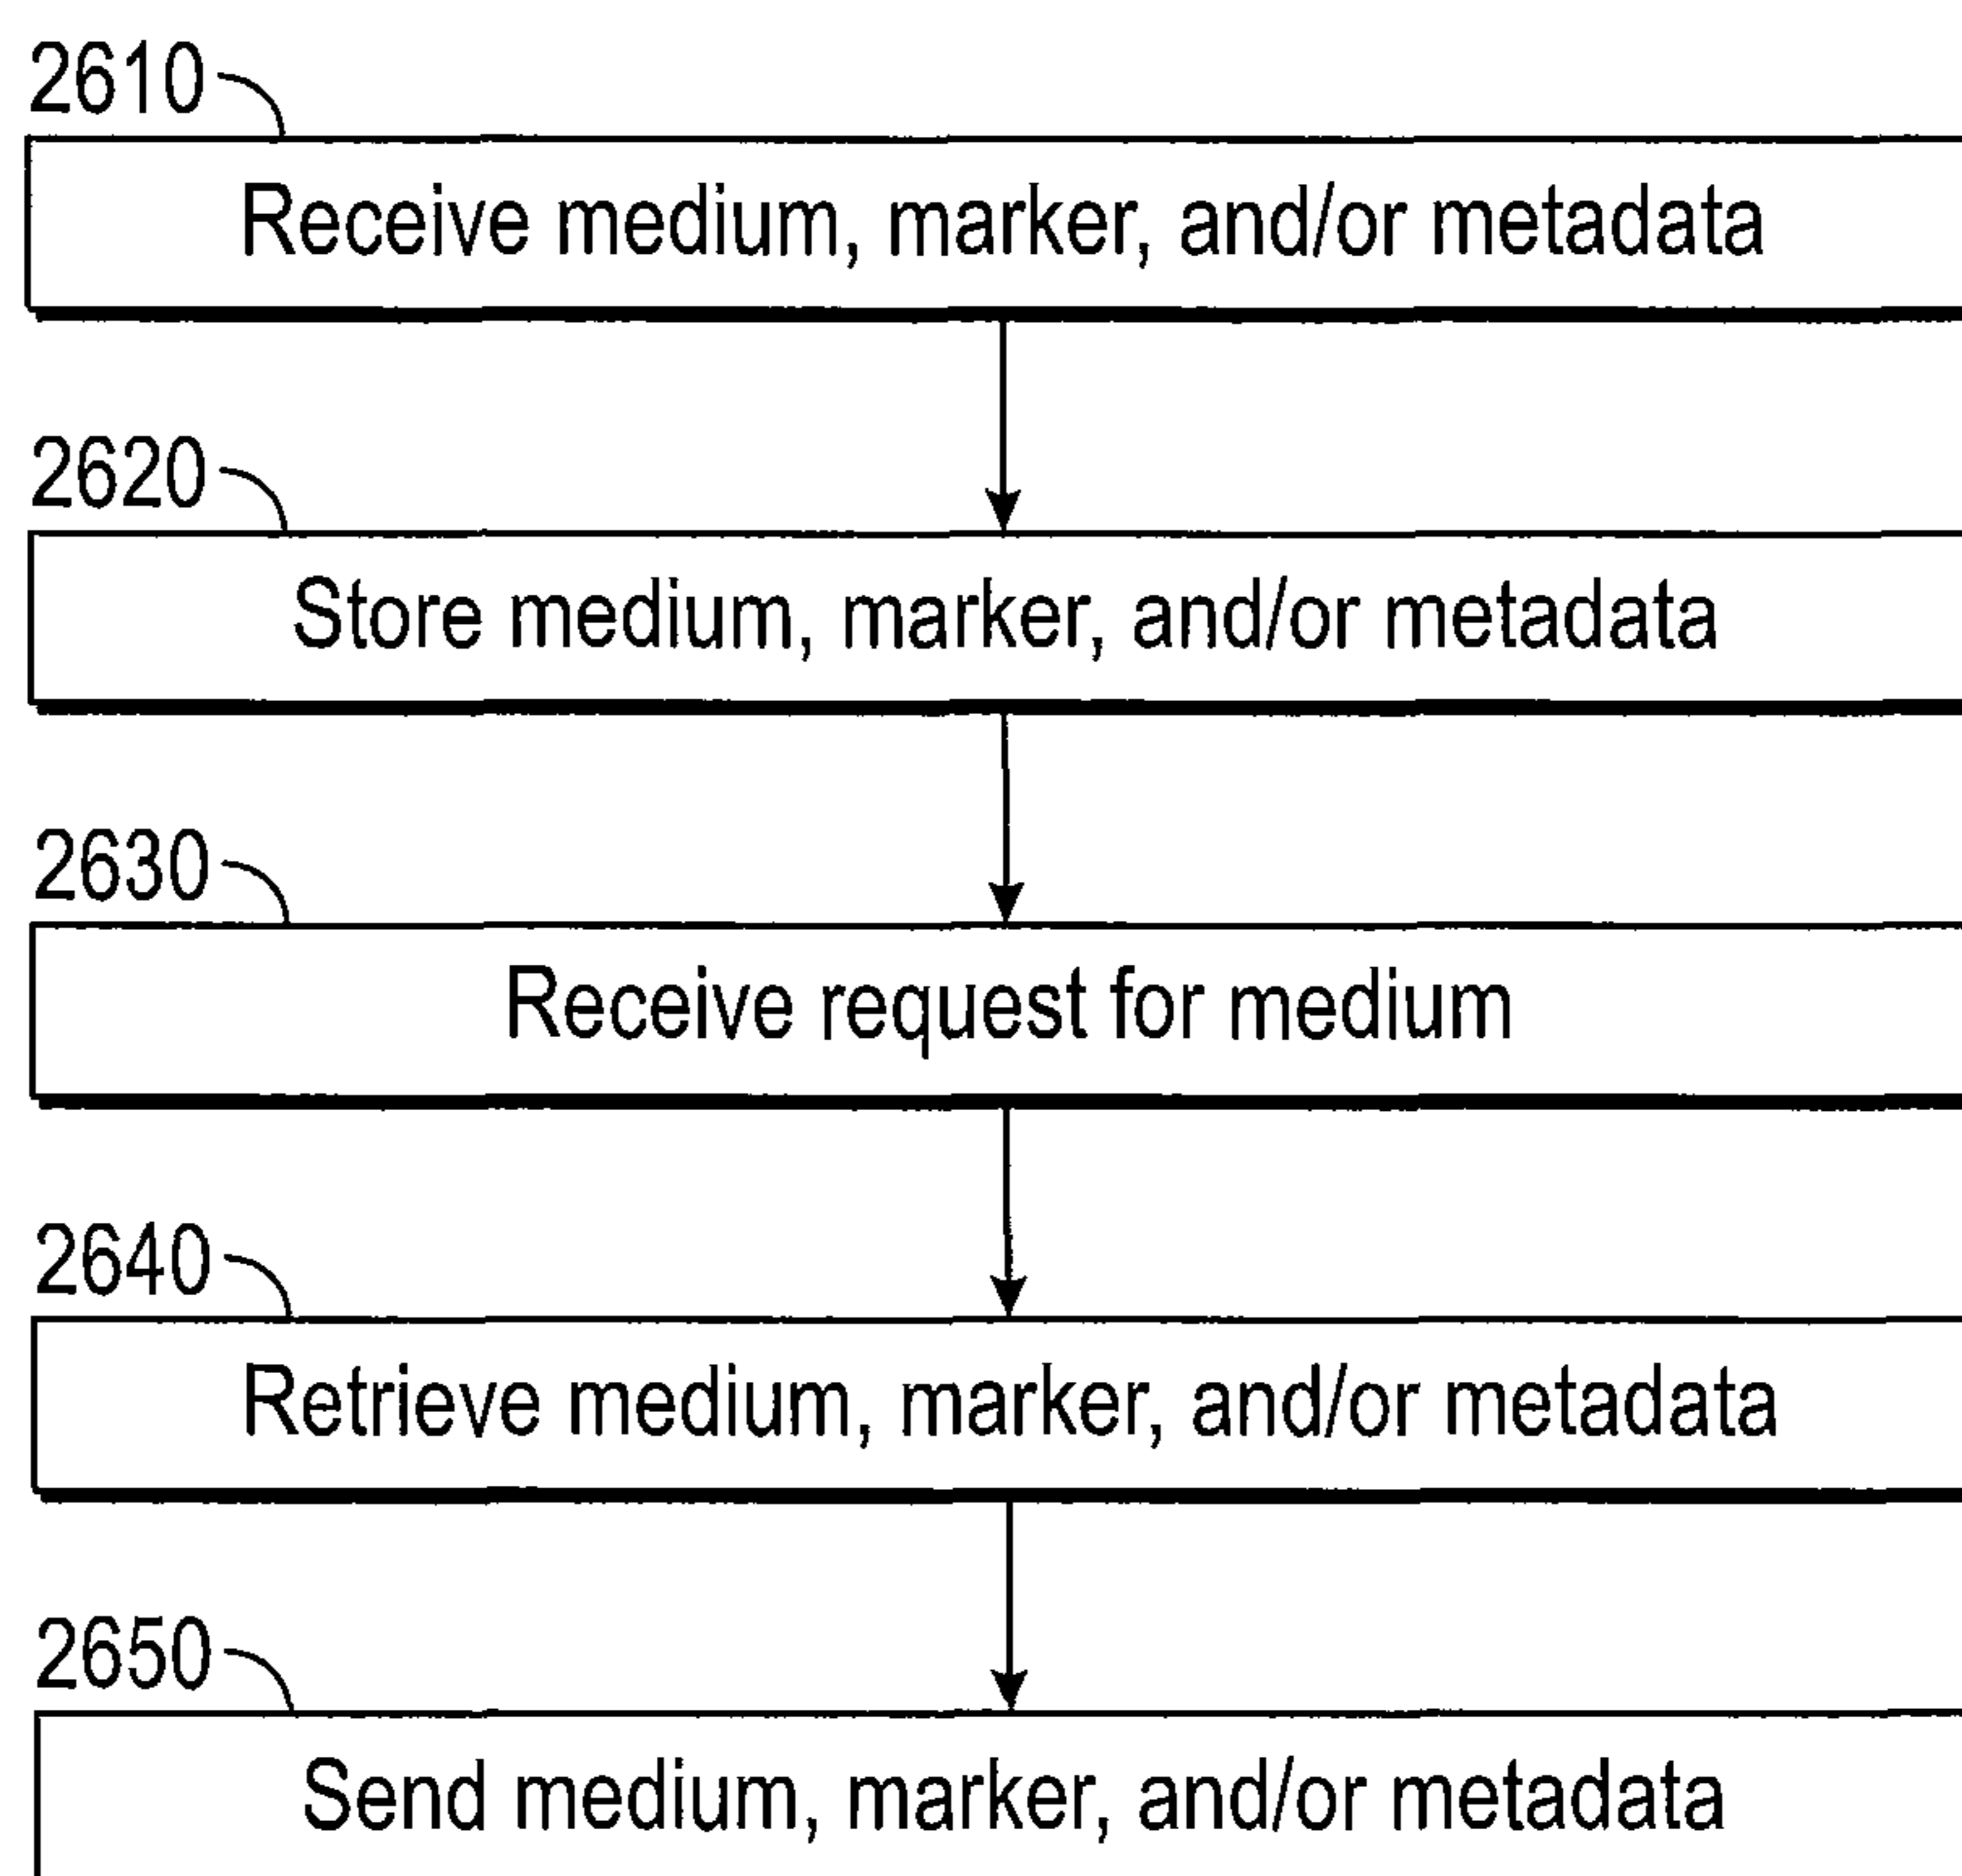 2610
Receive medium, marker, and/or metadata
2620
Store medium, marker, and/or metadata
2630
Receive request for medium
2640
Retrieve medium, marker, and/or metadata
2650
Send medium, marker, and/or metadata